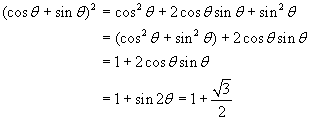 (cos θ + sin θ)² = cos² θ + 2 cos θ sin θ + sin² θ
= (cos² θ + sin² θ) + 2 cos θ sin θ
= 1 + 2 cos θ sin θ
= 1 + sin 2θ = 1 + √3/2